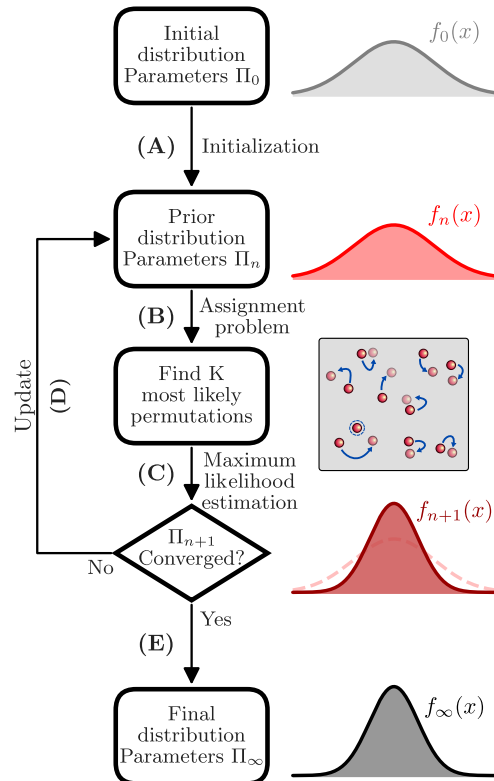 Initial
distribution
Parameters Π₀
f₀(x)
(A)
Initialization
Prior
distribution
Parameters Πₙ
fₙ(x)
(B)
Assignment
problem
Find K
most likely
permutations
Update
(D)
(C)
Maximum
likelihood
estimation
Πₙ₊₁
Converged?
No
fₙ₊₁(x)
Yes
(E)
Final
distribution
Parameters Π∞
f∞(x)